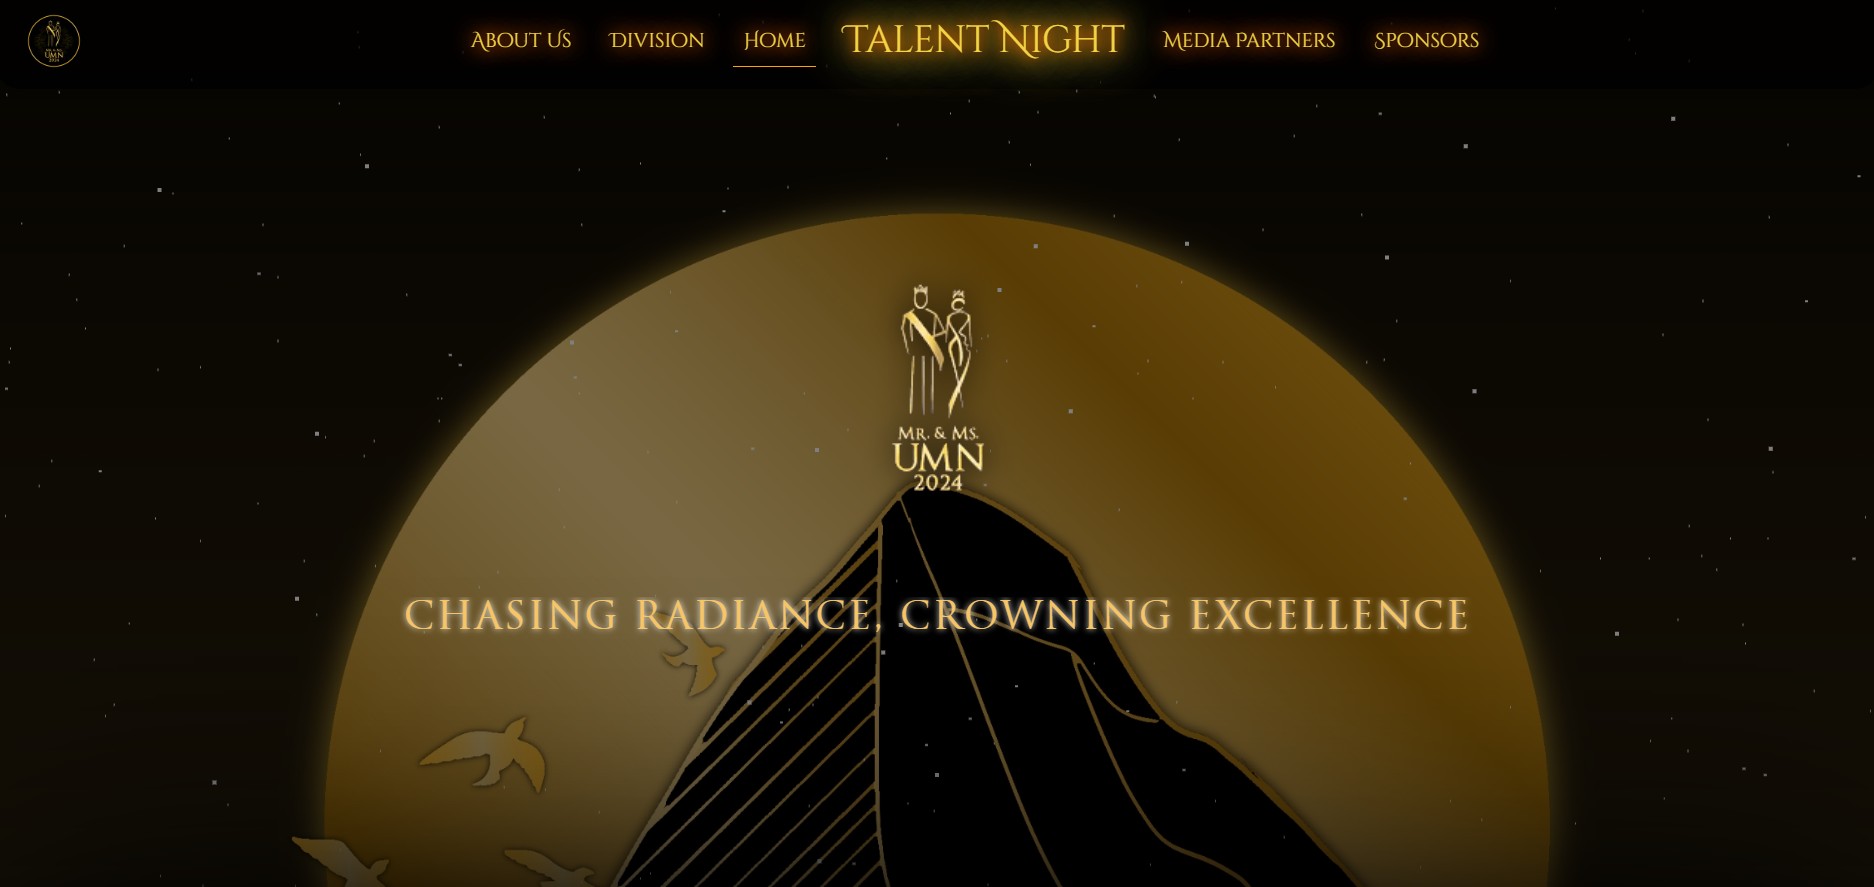 About Us
Division
Home
Talent Night
Media Partners
Sponsors
Mr. & Ms.
UMN
2024
Mr. & Ms.
UMN
2024
CHASING RADIANCE, CROWNING EXCELLENCE